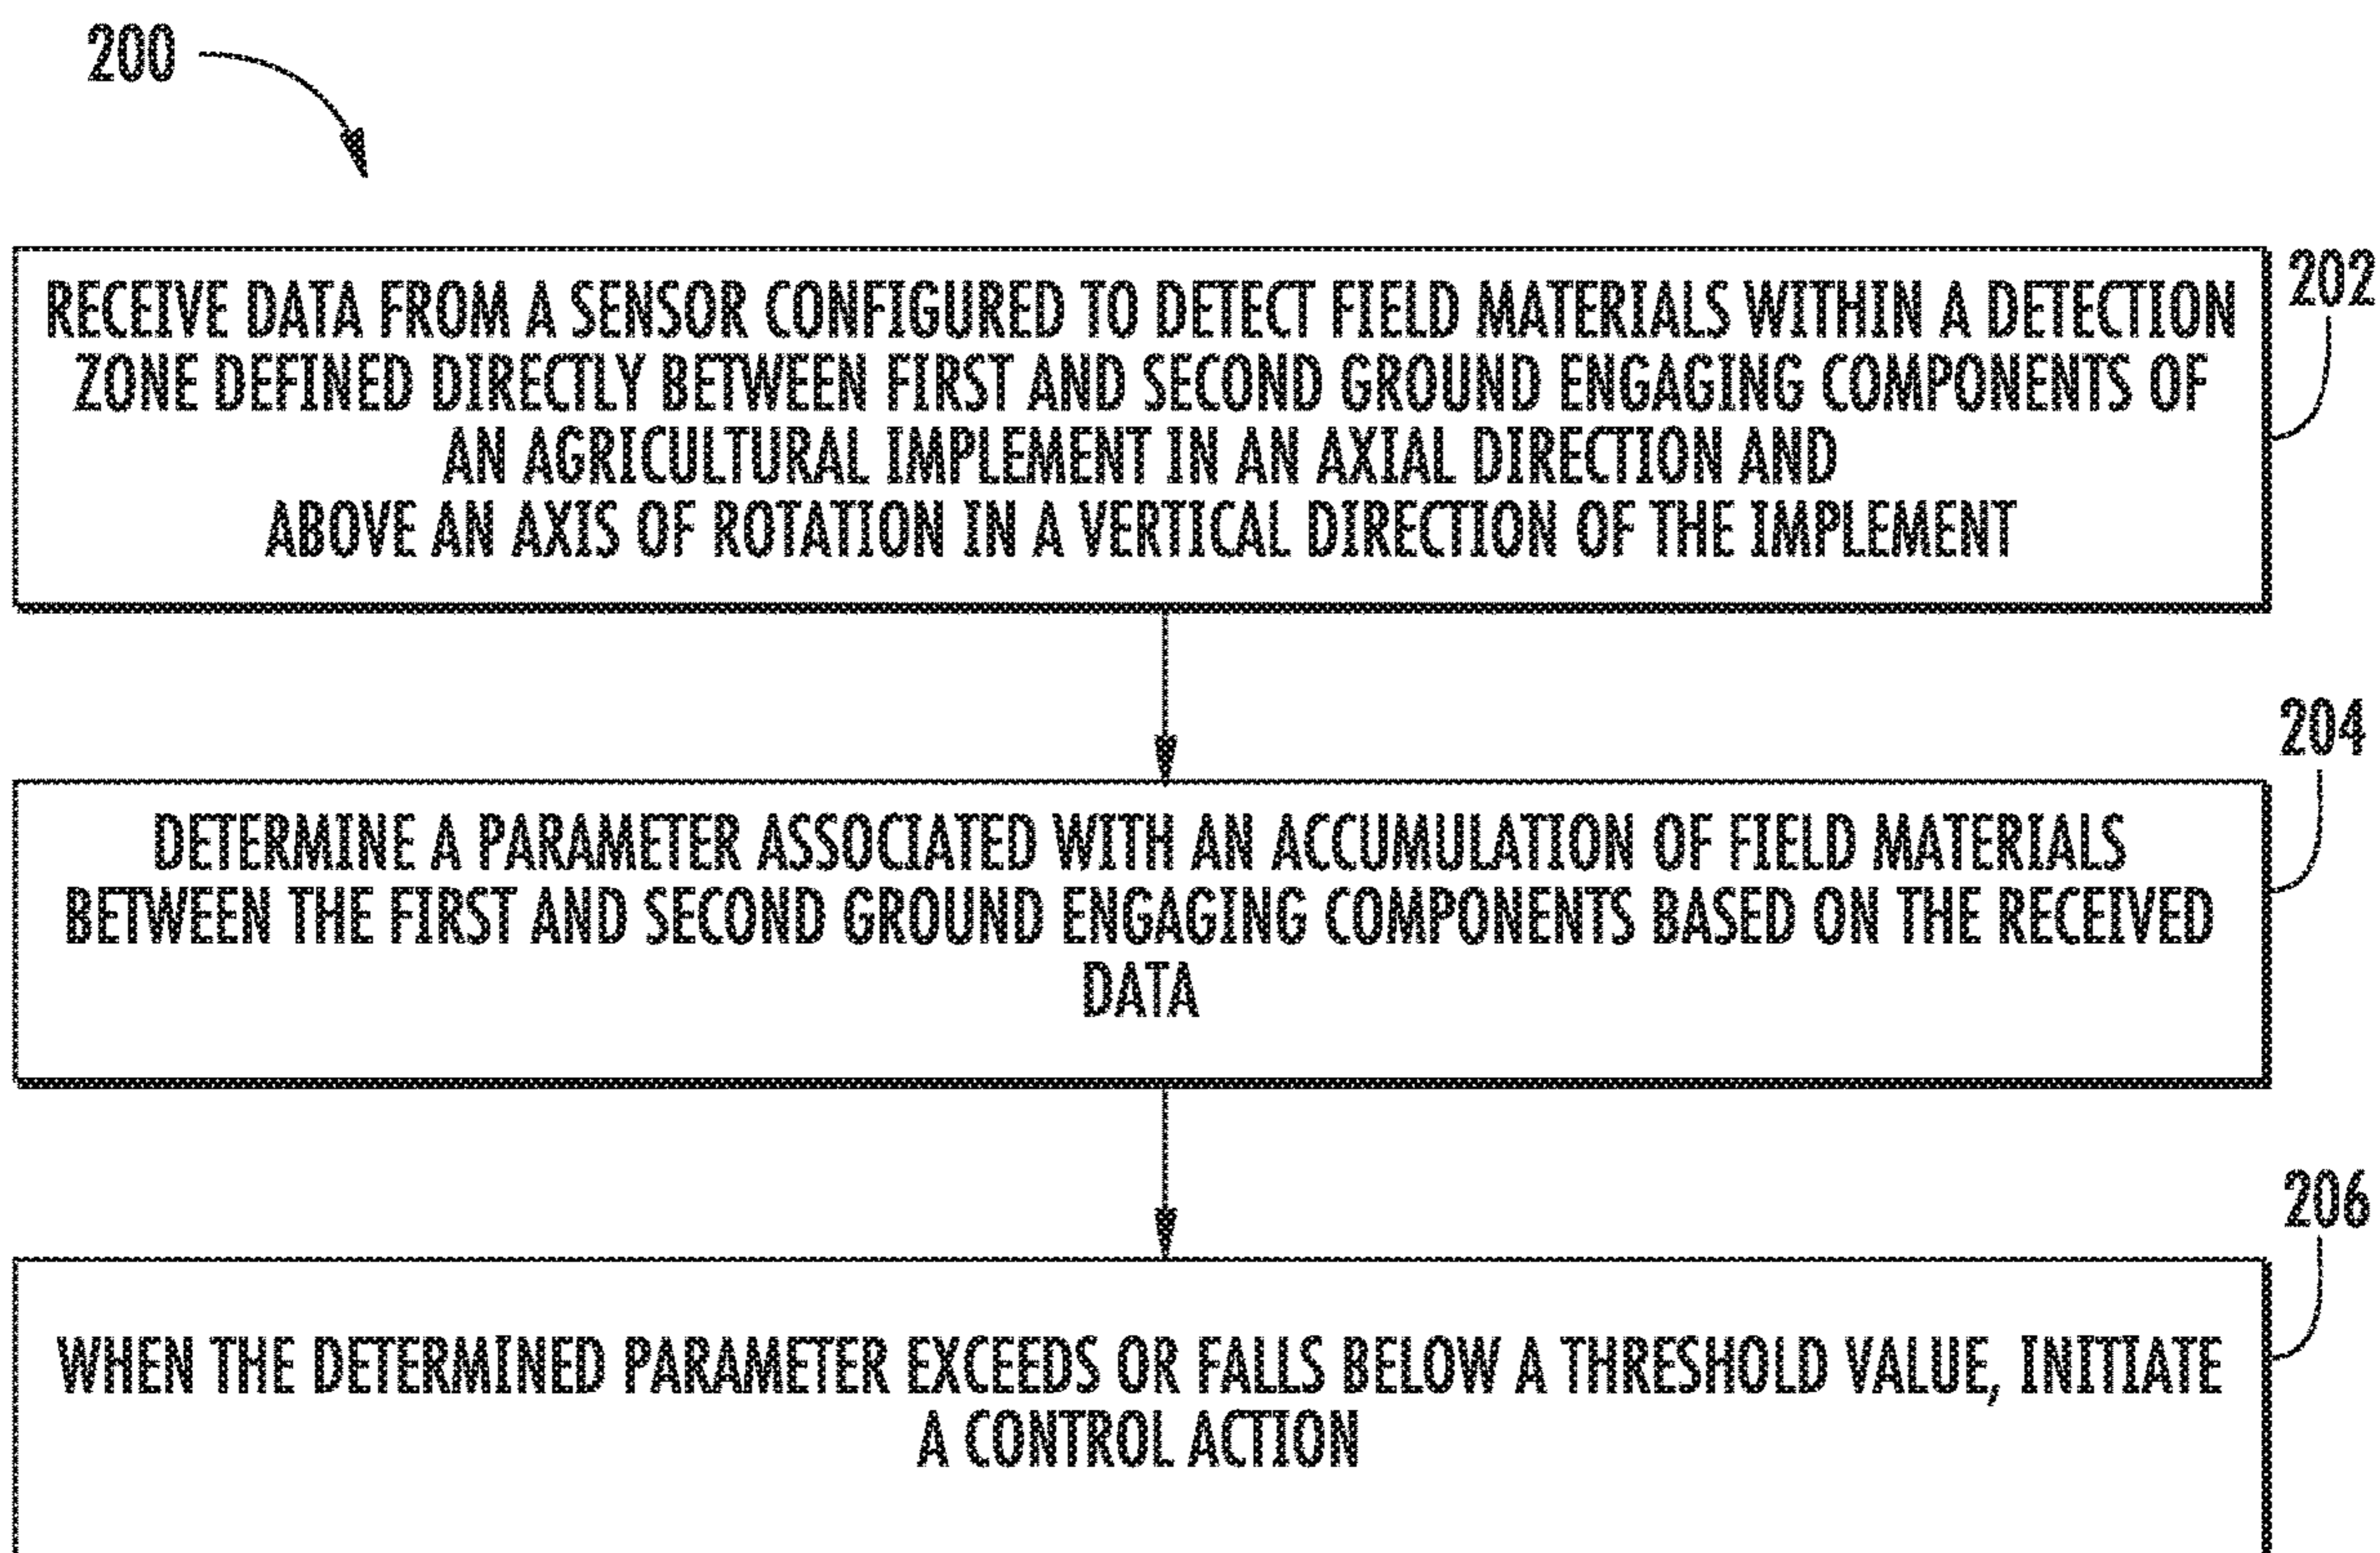 200
RECEIVE DATA FROM A SENSOR CONFIGURED TO DETECT FIELD MATERIALS WITHIN A DETECTION
ZONE DEFINED DIRECTLY BETWEEN FIRST AND SECOND GROUND ENGAGING COMPONENTS OF
AN AGRICULTURAL IMPLEMENT IN AN AXIAL DIRECTION AND
ABOVE AN AXIS OF ROTATION IN A VERTICAL DIRECTION OF THE IMPLEMENT
202
204
DETERMINE A PARAMETER ASSOCIATED WITH AN ACCUMULATION OF FIELD MATERIALS
BETWEEN THE FIRST AND SECOND GROUND ENGAGING COMPONENTS BASED ON THE RECEIVED
DATA
206
WHEN THE DETERMINED PARAMETER EXCEEDS OR FALLS BELOW A THRESHOLD VALUE, INITIATE
A CONTROL ACTION